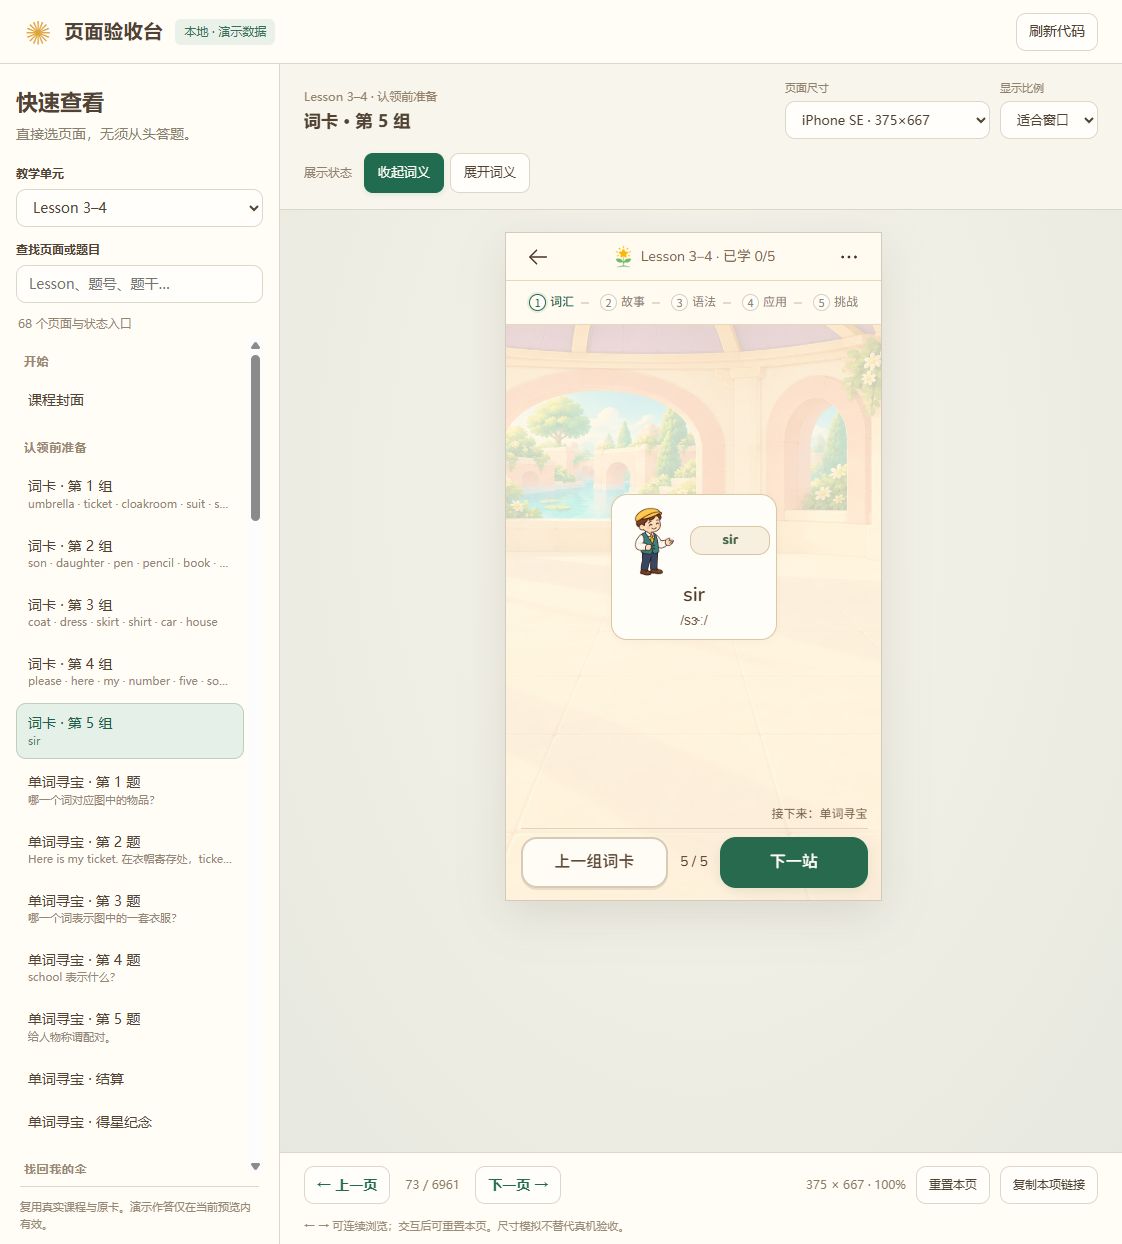 页面验收台
本地 · 演示数据
刷新代码
快速查看
直接选页面，无须从头答题。
教学单元
Lesson 3–4
查找页面或题目
Lesson、题号、题干...
68 个页面与状态入口
开始
课程封面
认领前准备
词卡 · 第 1 组
umbrella · ticket · cloakroom · suit · s...
词卡 · 第 2 组
son · daughter · pen · pencil · book · ...
词卡 · 第 3 组
coat · dress · skirt · shirt · car · house
词卡 · 第 4 组
please · here · my · number · five · so...
词卡 · 第 5 组
sir
单词寻宝 · 第 1 题
哪一个词对应图中的物品？
单词寻宝 · 第 2 题
Here is my ticket. 在衣帽寄存处，ticke...
单词寻宝 · 第 3 题
哪一个词表示图中的一套衣服？
单词寻宝 · 第 4 题
school 表示什么？
单词寻宝 · 第 5 题
给人物称谓配对。
单词寻宝 · 结算
单词寻宝 · 得星纪念
找回我的伞
复用真实课程与原卡。演示作答仅在当前预览内
有效。
Lesson 3–4 · 认领前准备
词卡 • 第 5 组
页面尺寸
iPhone SE · 375×667
显示比例
适合窗口
展示状态
收起词义
展开词义
Lesson 3–4 · 已学 0/5
1 词汇 – 2 故事 – 3 语法 – 4 应用 – 5 挑战
sir
sir
/sɝː/
接下来：单词寻宝
上一组词卡
5 / 5
下一站
← 上一页
73 / 6961
下一页 →
375 × 667 · 100%
重置本页
复制本项链接
← → 可连续浏览；交互后可重置本页。尺寸模拟不替代真机验收。